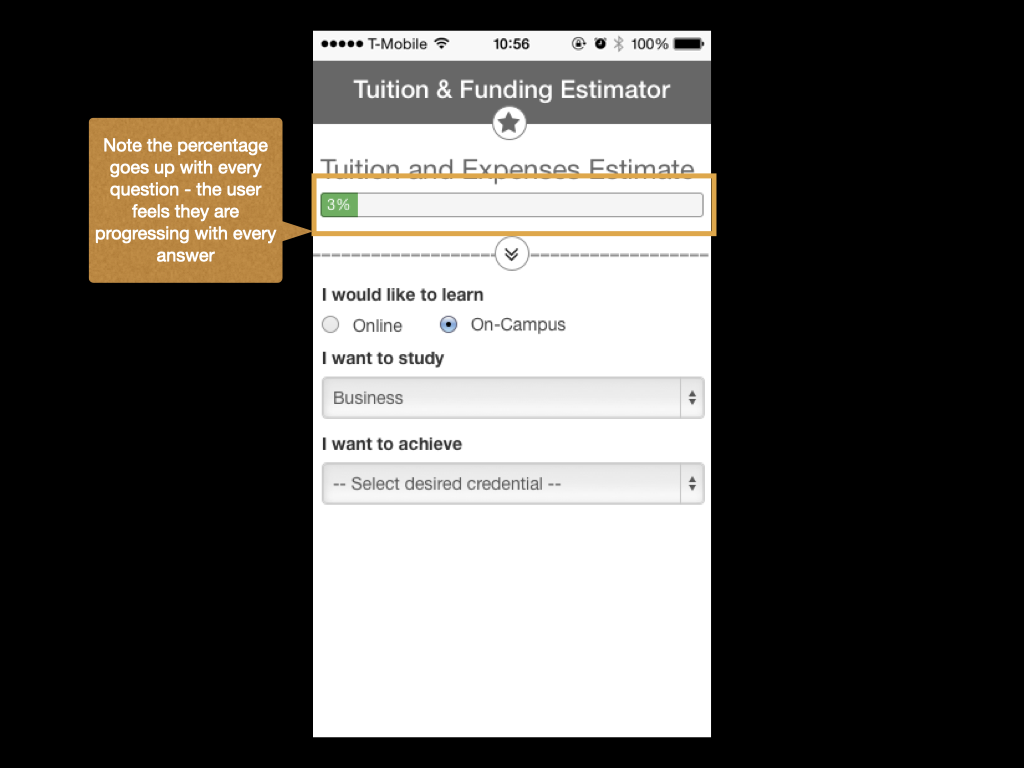 T-Mobile 10:56 100%
Tuition & Funding Estimator
Note the percentage
goes up with every
question - the user
feels they are
progressing with every
answer
Tuition and Expenses Estimate
3%
I would like to learn
Online On-Campus
I want to study
Business
I want to achieve
-- Select desired credential --